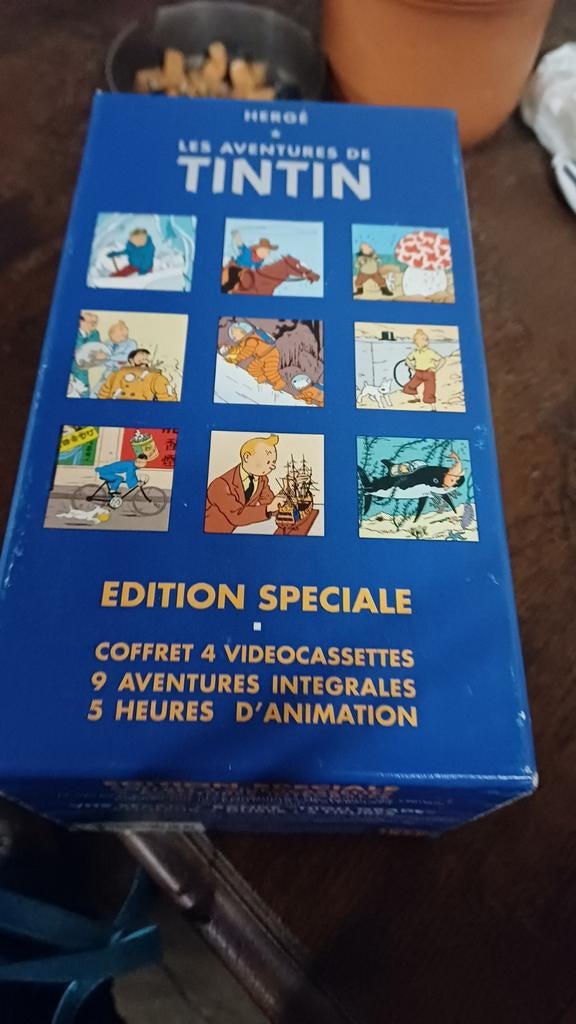 HERGÉ
LES AVENTURES DE
TINTIN
EDITION SPECIALE
COFFRET 4 VIDEOCASSETTES
9 AVENTURES INTEGRALES
5 HEURES D'ANIMATION